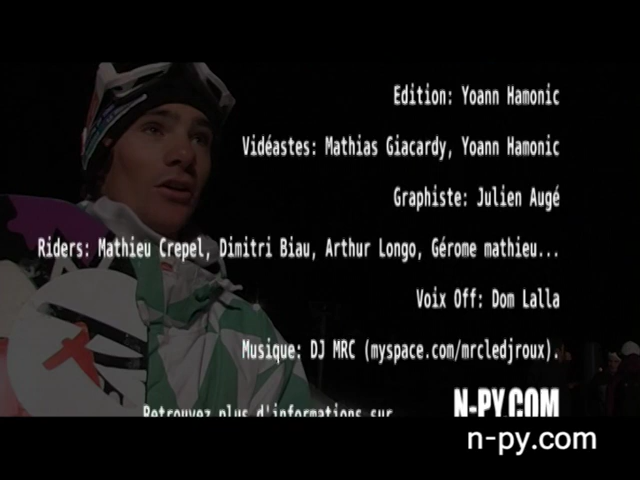 Edition: Yoann Hamonic
Vidéastes: Mathias Giacardy, Yoann Hamonic
Graphiste: Julien Augé
Riders: Mathieu Crepel, Dimitri Biau, Arthur Longo, Gérome mathieu...
Voix Off: Dom Lalla
Musique: DJ MRC (myspace.com/mrcledjroux).
Retrouvez plus d'informations sur N-PY.COM
n-py.com